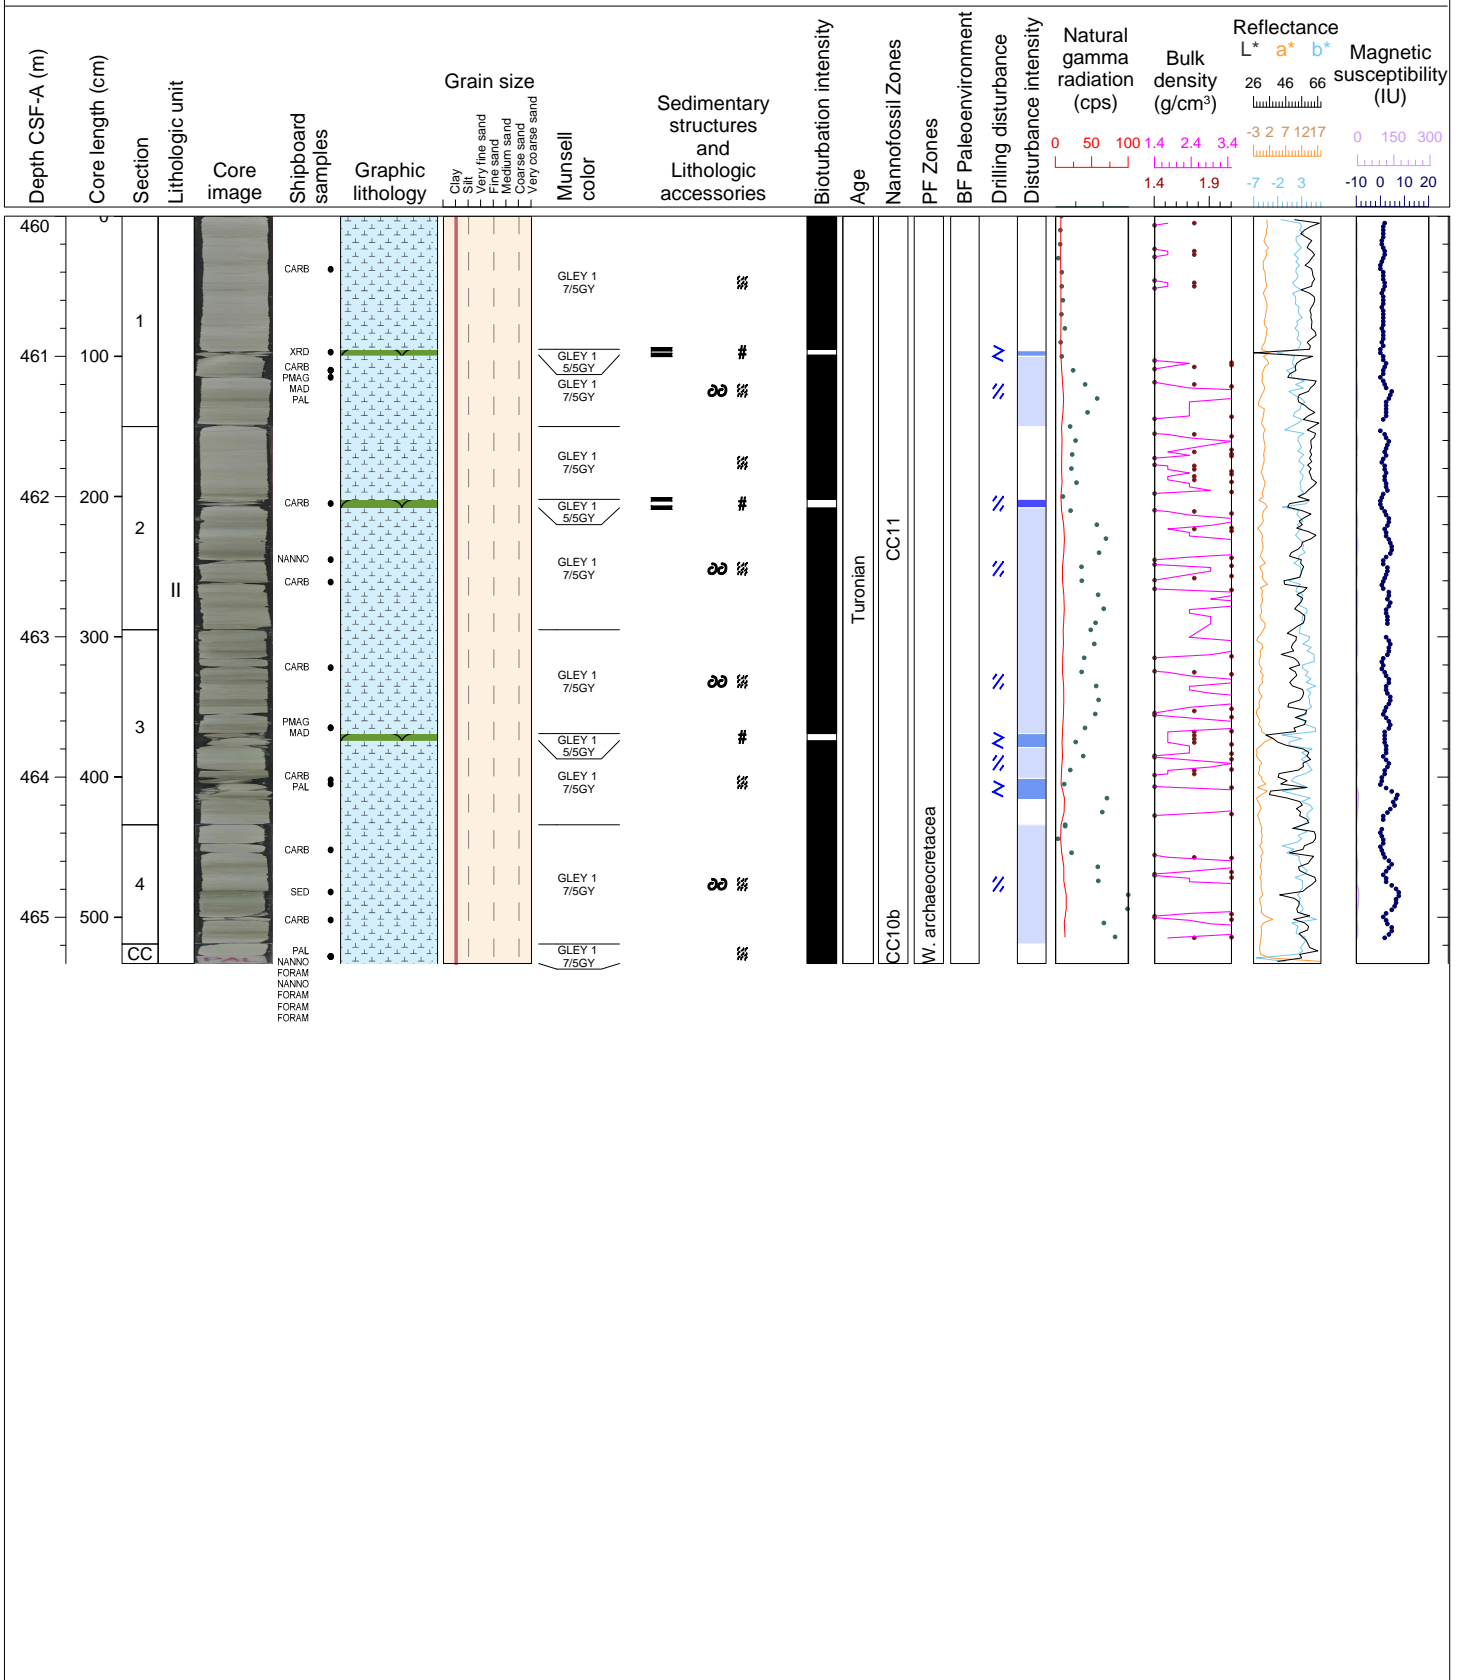 Depth CSF-A (m)
Core length (cm)
Section
Lithologic unit
Core
image
Shipboard
samples
Graphic
lithology
Grain size
Clay
Silt
Very fine sand
Fine sand
Medium sand
Coarse sand
Very coarse sand
Munsell
color
Sedimentary
structures
and
Lithologic
accessories
Bioturbation intensity
Age
Nannofossil Zones
PF Zones
BF Paleoenvironment
Drilling disturbance
Disturbance intensity
Natural
gamma
radiation
(cps)
0 50 100
Bulk
density
(g/cm³)
1.4 2.4 3.4
1.4 1.9
Reflectance
L* a* b*
26 46 66
-3 2 7 12 17
-7 -2 3
Magnetic
susceptibility
(IU)
0 150 300
-10 0 10 20
460
461
462
463
464
465
0
100
200
300
400
500
1
2
3
4
CC
II
CARB
XRD
CARB
PMAG
MAD
PAL
CARB
NANNO
CARB
CARB
PMAG
MAD
CARB
PAL
CARB
SED
CARB
PAL
NANNO
FORAM
NANNO
FORAM
FORAM
FORAM
GLEY 1
7/5GY
GLEY 1
5/5GY
GLEY 1
7/5GY
GLEY 1
7/5GY
GLEY 1
5/5GY
GLEY 1
7/5GY
GLEY 1
7/5GY
GLEY 1
5/5GY
GLEY 1
7/5GY
GLEY 1
7/5GY
GLEY 1
7/5GY
#
#
#
Turonian
CC11
CC10b
W. archaeocretacea
PAL